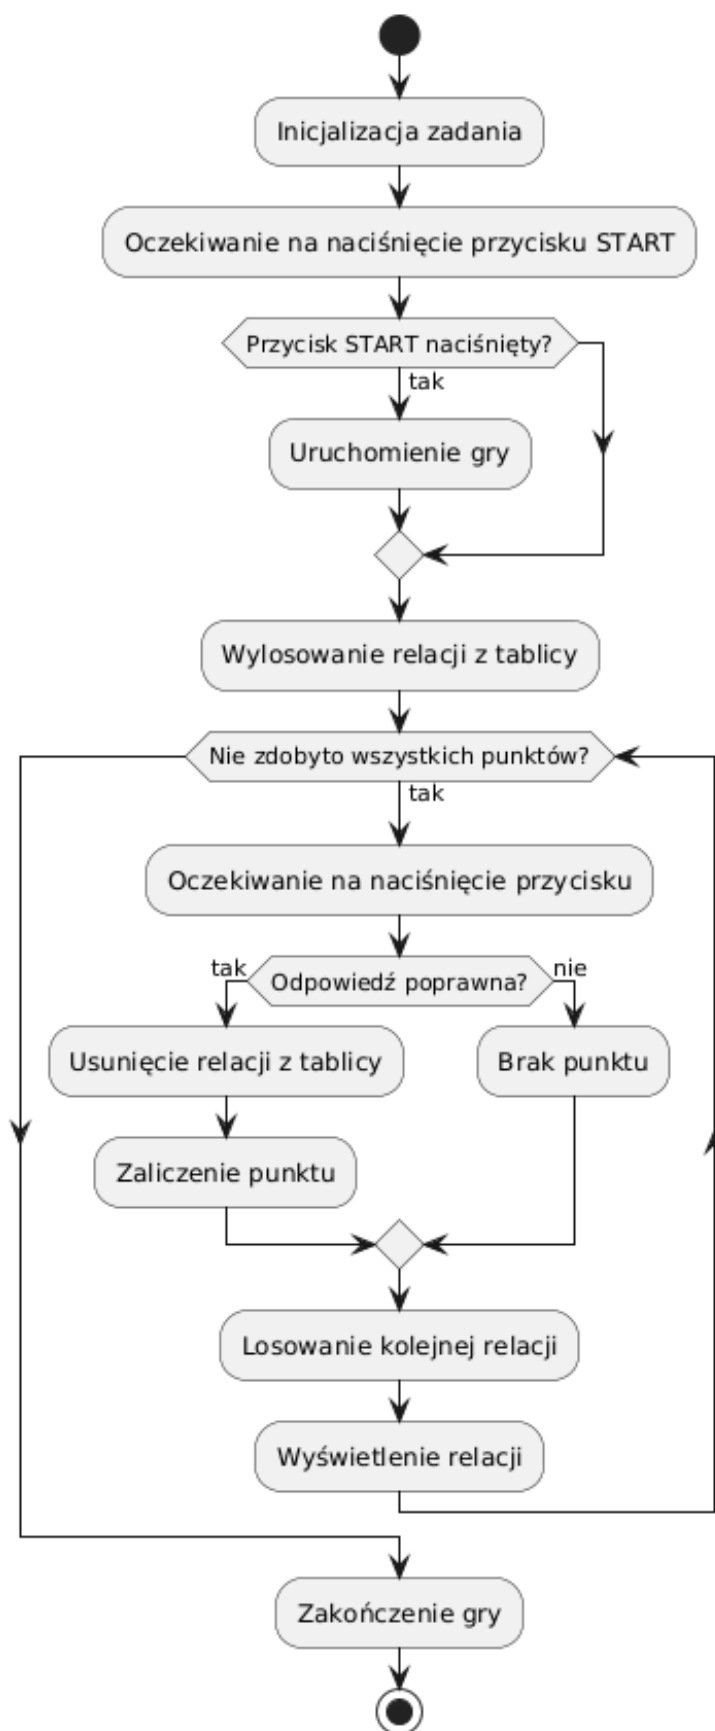 Inicjalizacja zadania
Oczekiwanie na naciśnięcie przycisku START
Przycisk START naciśnięty?
tak
Uruchomienie gry
Wylosowanie relacji z tablicy
Nie zdobyto wszystkich punktów?
tak
Oczekiwanie na naciśnięcie przycisku
tak
Odpowiedź poprawna?
nie
Usunięcie relacji z tablicy
Brak punktu
Zaliczenie punktu
Losowanie kolejnej relacji
Wyświetlenie relacji
Zakończenie gry